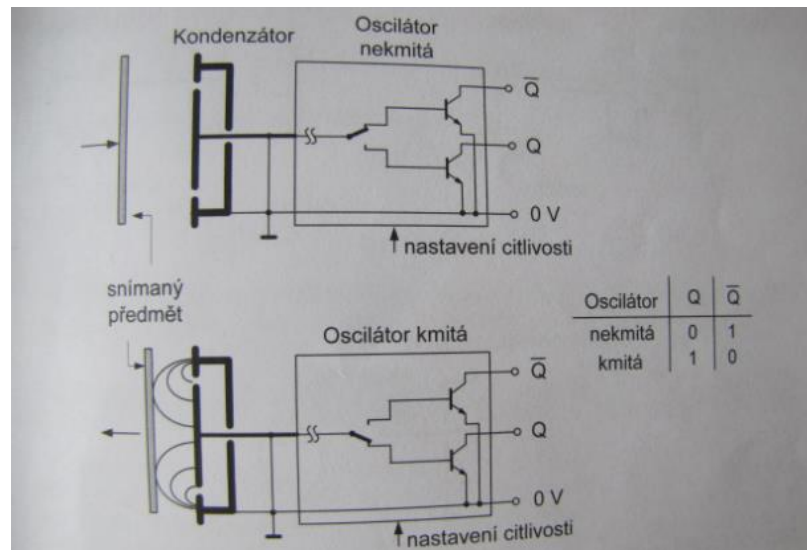 Kondenzátor
Oscilátor
nekmitá
Q̅
Q
0 V
nastavení citlivosti
snímaný
předmět
Oscilátor kmitá
Oscilátor Q Q̅
nekmitá 0 1
kmitá 1 0
Q̅
Q
0 V
nastavení citlivosti